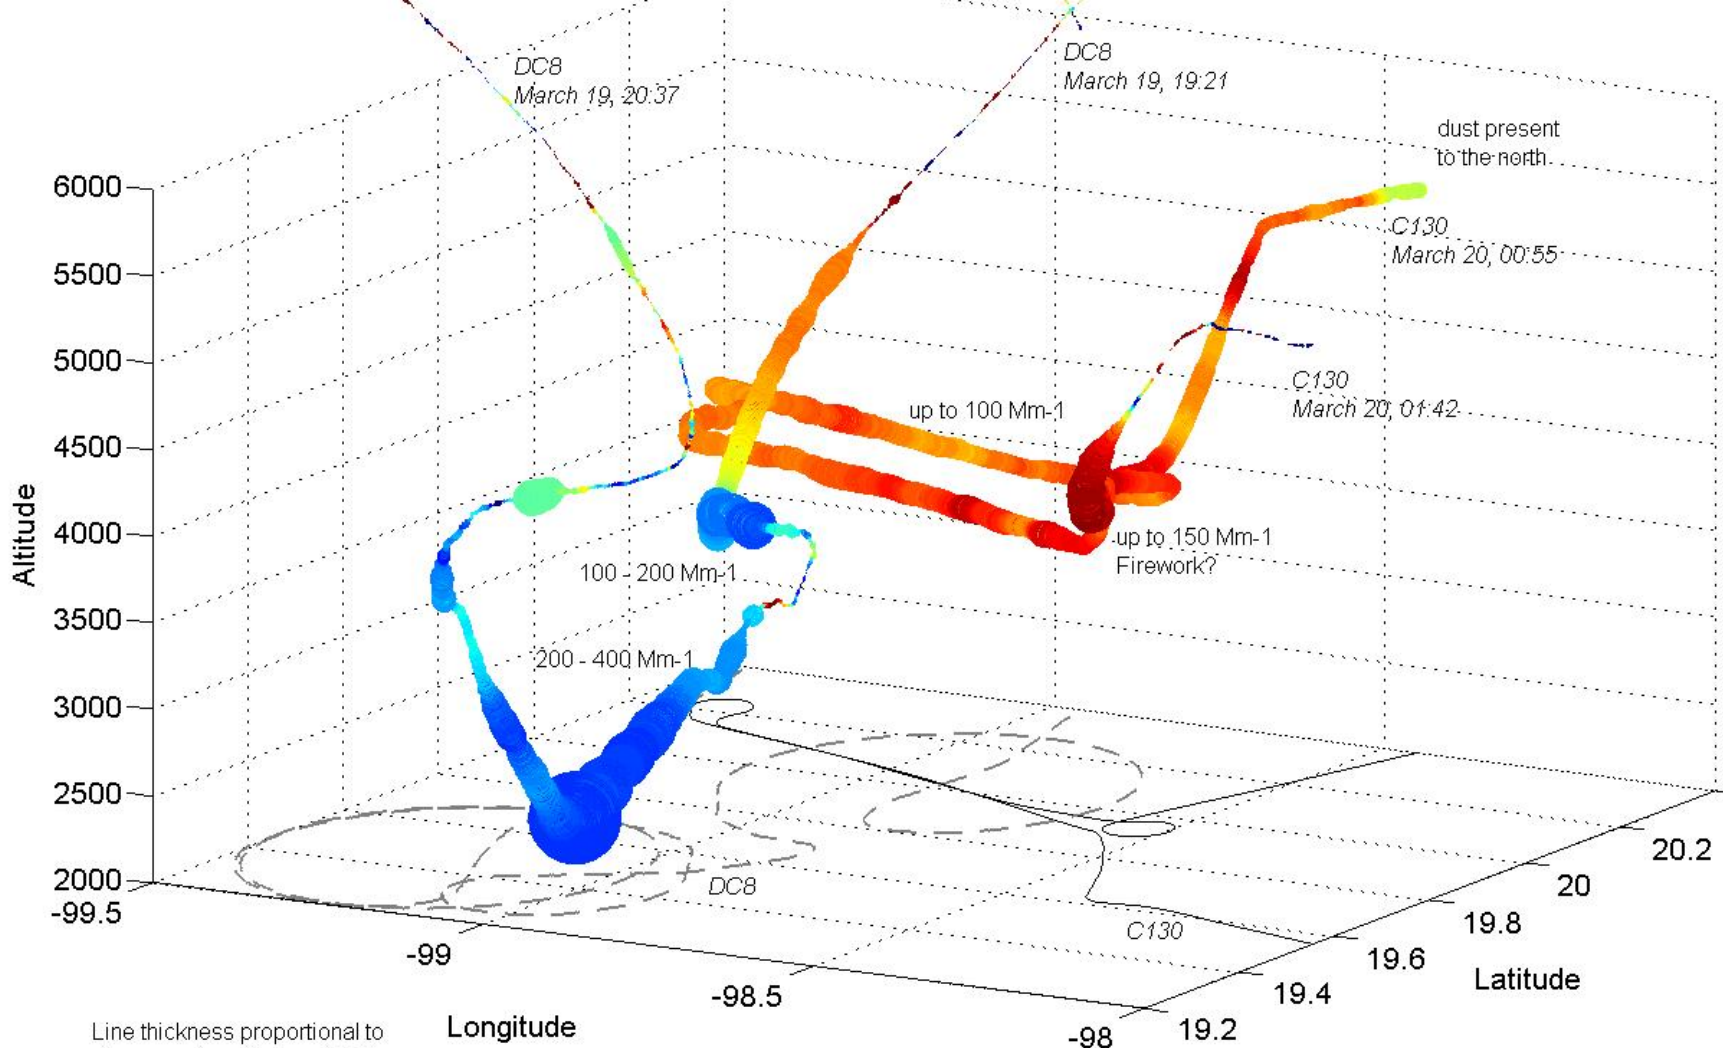 DC8
March 19, 20:37
DC8
March 19, 19:21
dust present
to the north
C130
March 20, 00:55
C130
March 20, 01:42
up to 100 Mm-1
up to 150 Mm-1
Firework?
100 - 200 Mm-1
200 - 400 Mm-1
DC8
C130
Altitude
6000
5500
5000
4500
4000
3500
3000
2500
2000
-99.5
-99
-98.5
-98
Longitude
19.2
19.4
19.6
19.8
20
20.2
Latitude
Line thickness proportional to